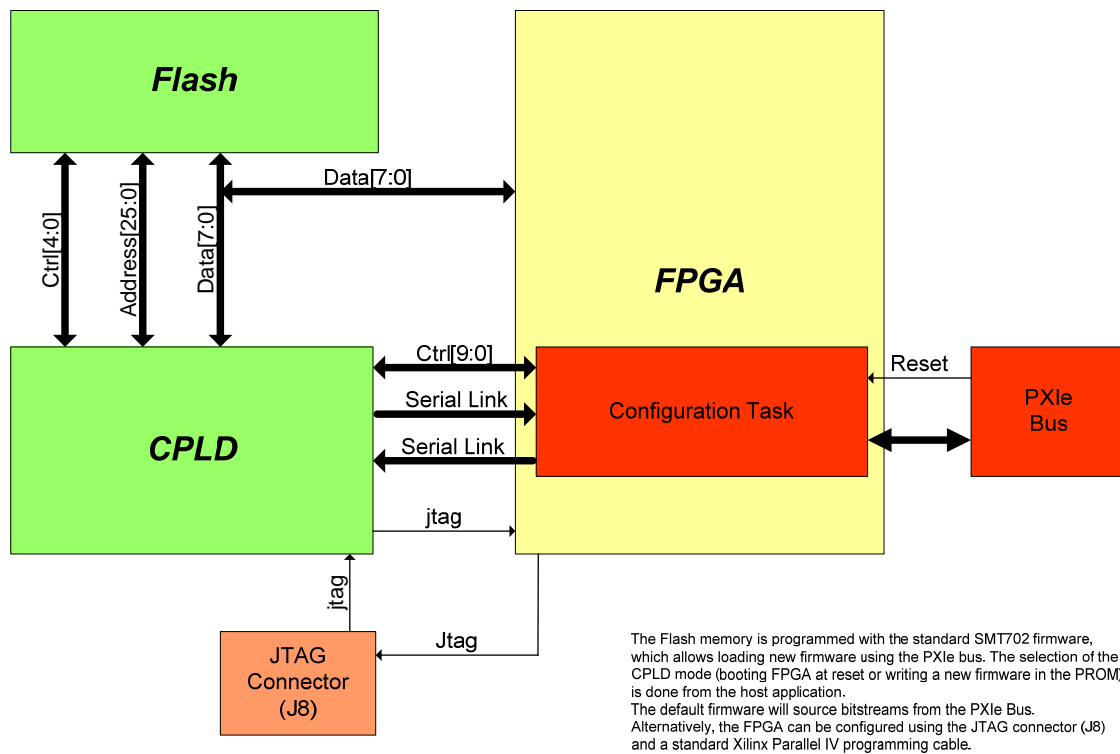 Flash
Data[7:0]
Ctrl[4:0]
Address[25:0]
Data[7:0]
FPGA
Ctrl[9:0]
Reset
Serial Link
Configuration Task
PXIe
Bus
CPLD
Serial Link
jtag
jtag
Jtag
JTAG
Connector
(J8)
The Flash memory is programmed with the standard SMT702 firmware,
which allows loading new firmware using the PXIe bus. The selection of the
CPLD mode (booting FPGA at reset or writing a new firmware in the PROM)
is done from the host application.
The default firmware will source bitstreams from the PXIe Bus.
Alternatively, the FPGA can be configured using the JTAG connector (J8)
and a standard Xilinx Parallel IV programming cable.